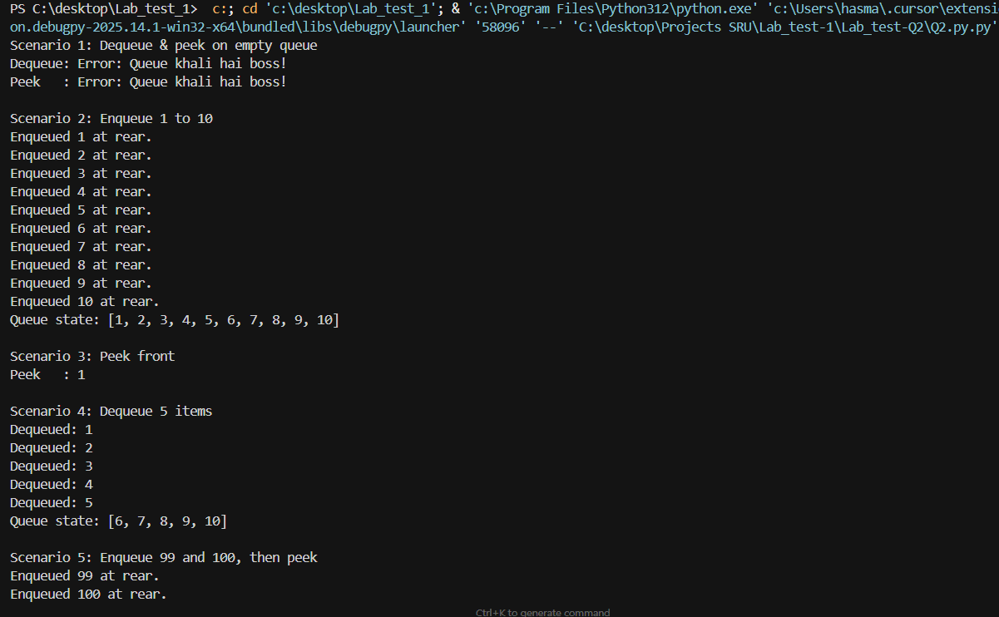 PS C:\desktop\Lab_test_1>  c:; cd 'c:\desktop\Lab_test_1'; & 'c:\Program Files\Python312\python.exe' 'c:\Users\hasma\.cursor\extensi
on.debugpy-2025.14.1-win32-x64\bundled\libs\debugpy\launcher' '58096' '--' 'C:\desktop\Projects SRU\Lab_test-1\Lab_test-Q2\Q2.py.py'
Scenario 1: Dequeue & peek on empty queue
Dequeue: Error: Queue khali hai boss!
Peek   : Error: Queue khali hai boss!

Scenario 2: Enqueue 1 to 10
Enqueued 1 at rear.
Enqueued 2 at rear.
Enqueued 3 at rear.
Enqueued 4 at rear.
Enqueued 5 at rear.
Enqueued 6 at rear.
Enqueued 7 at rear.
Enqueued 8 at rear.
Enqueued 9 at rear.
Enqueued 10 at rear.
Queue state: [1, 2, 3, 4, 5, 6, 7, 8, 9, 10]

Scenario 3: Peek front
Peek   : 1

Scenario 4: Dequeue 5 items
Dequeued: 1
Dequeued: 2
Dequeued: 3
Dequeued: 4
Dequeued: 5
Queue state: [6, 7, 8, 9, 10]

Scenario 5: Enqueue 99 and 100, then peek
Enqueued 99 at rear.
Enqueued 100 at rear.
Ctrl+K to generate command